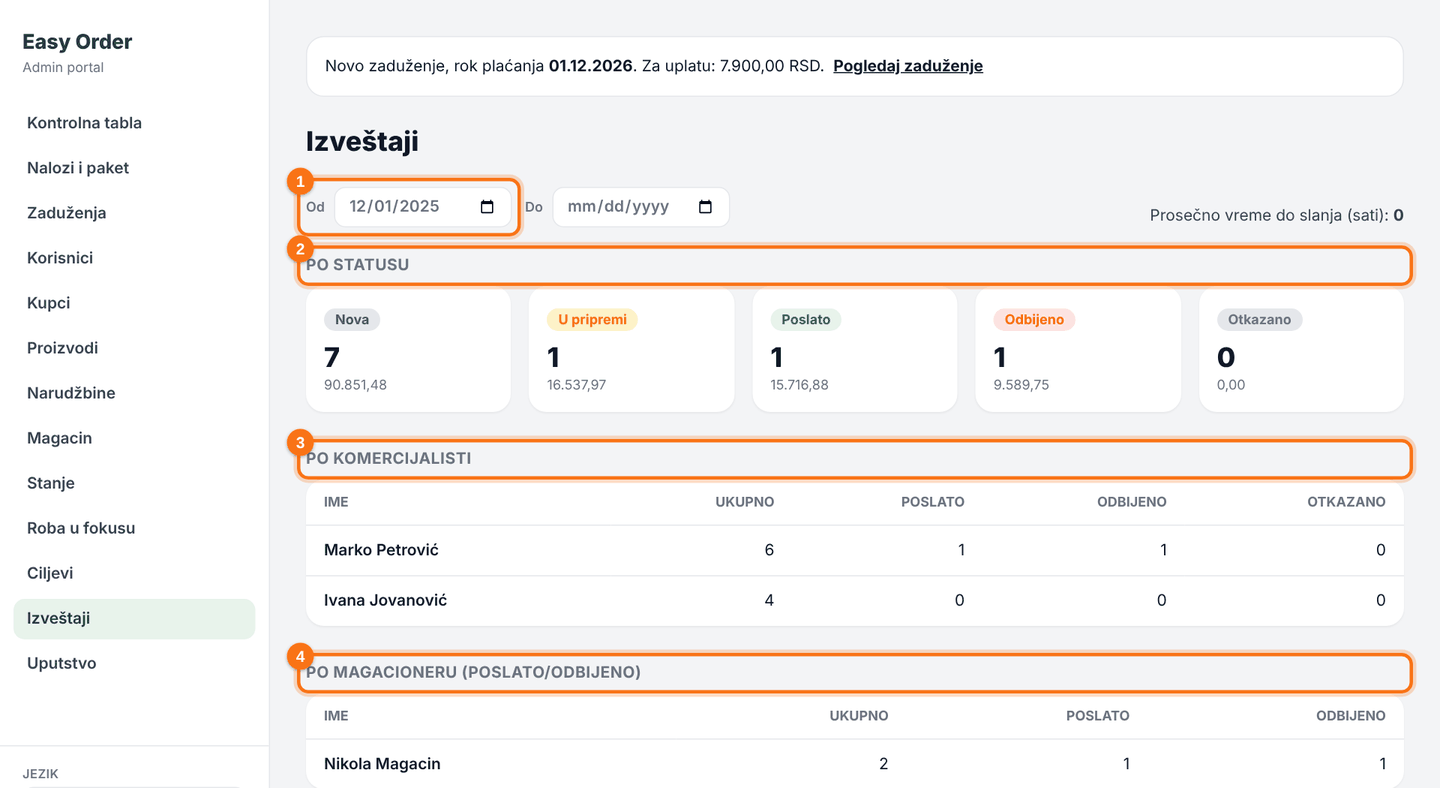 Easy Order
Admin portal
Kontrolna tabla
Nalozi i paket
Zaduženja
Korisnici
Kupci
Proizvodi
Narudžbine
Magacin
Stanje
Roba u fokusu
Ciljevi
Izveštaji
Uputstvo
JEZIK
Novo zaduženje, rok plaćanja 01.12.2026. Za uplatu: 7.900,00 RSD. Pogledaj zaduženje
Izveštaji
1
Od 12/01/2025 Do mm/dd/yyyy
Prosečno vreme do slanja (sati): 0
2
PO STATUSU
Nova U pripremi Poslato Odbijeno Otkazano
7 1 1 1 0
90.851,48 16.537,97 15.716,88 9.589,75 0,00
3
PO KOMERCIJALISTI
IME UKUPNO POSLATO ODBIJENO OTKAZANO
Marko Petrović 6 1 1 0
Ivana Jovanović 4 0 0 0
4
PO MAGACIONERU (POSLATO/ODBIJENO)
IME UKUPNO POSLATO ODBIJENO
Nikola Magacin 2 1 1